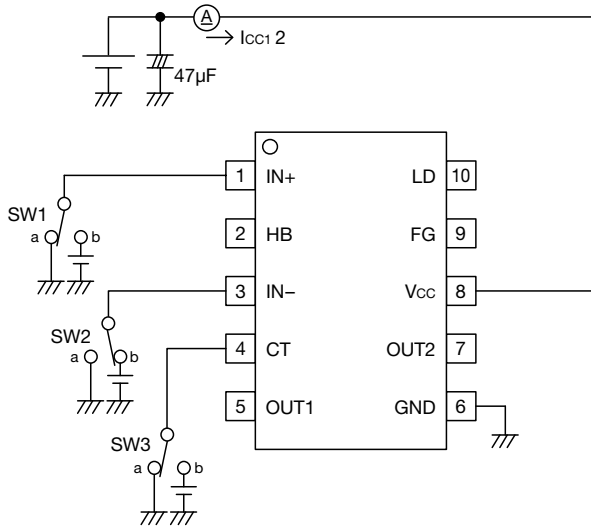 A
ICC1 2
47μF
1 IN+ LD 10
SW1
a b
2 HB FG 9
3 IN− VCC 8
SW2
a b
4 CT OUT2 7
5 OUT1 GND 6
SW3
a b